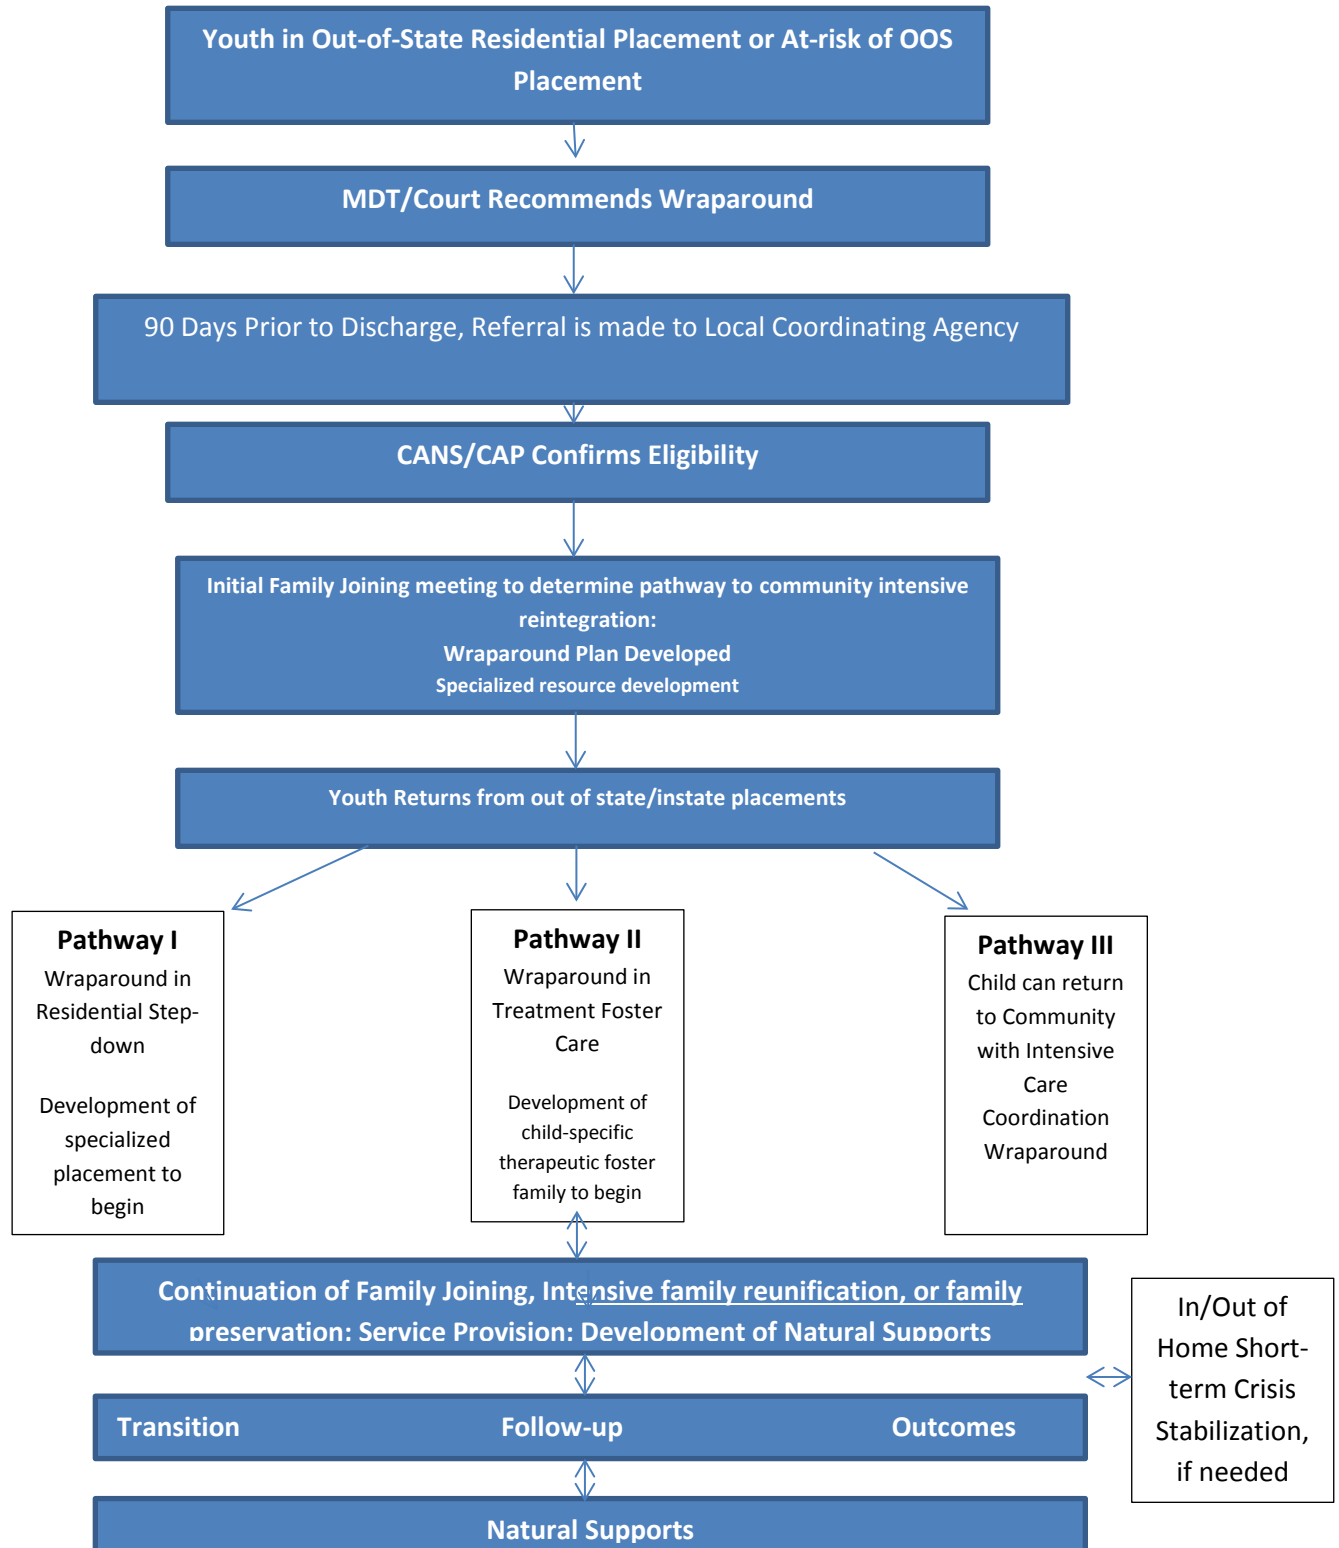 Youth in Out-of-State Residential Placement or At-risk of OOS
Placement
MDT/Court Recommends Wraparound
90 Days Prior to Discharge, Referral is made to Local Coordinating Agency
CANS/CAP Confirms Eligibility
Initial Family Joining meeting to determine pathway to community intensive
reintegration:
Wraparound Plan Developed
Specialized resource development
Youth Returns from out of state/instate placements
Pathway I
Wraparound in
Residential Step-
down
Development of
specialized
placement to
begin
Pathway II
Wraparound in
Treatment Foster
Care
Development of
child-specific
therapeutic foster
family to begin
Pathway III
Child can return
to Community
with Intensive
Care
Coordination
Wraparound
Continuation of Family Joining, Intensive family reunification, or family
preservation: Service Provision: Development of Natural Supports
In/Out of
Home Short-
term Crisis
Stabilization,
if needed
Transition Follow-up Outcomes
Natural Supports